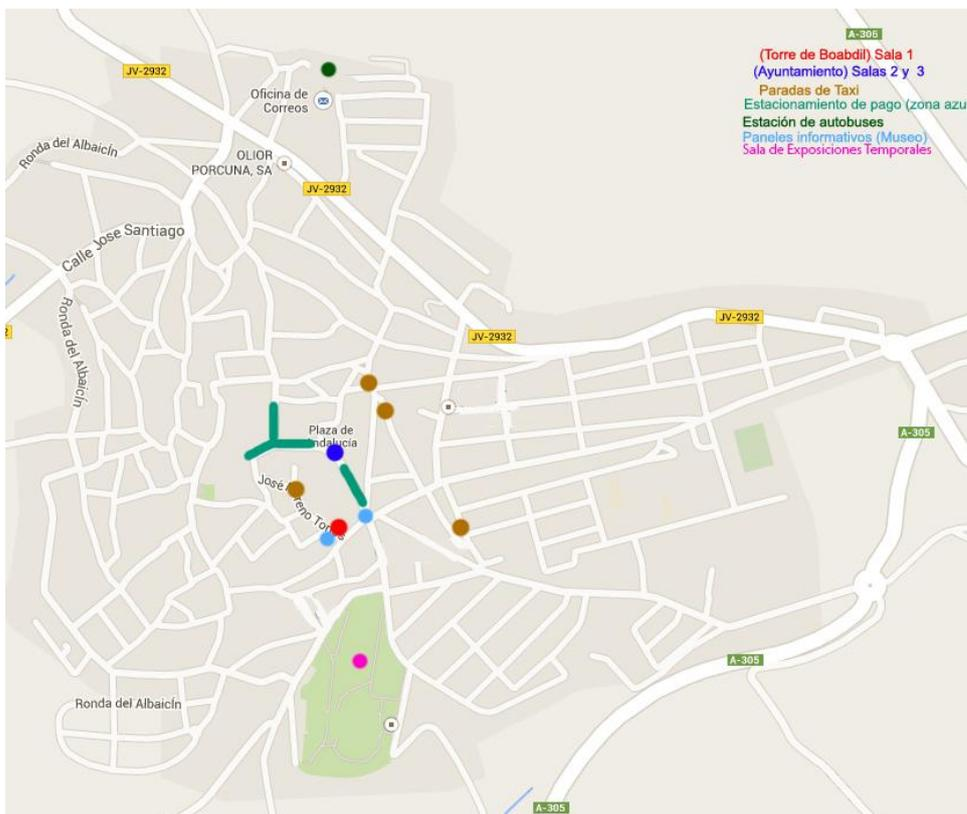 A-306
(Torre de Boabdil) Sala 1
(Ayuntamiento) Salas 2 y 3
Paradas de Taxi
Estacionamiento de pago (zona azu
Estación de autobuses
Paneles informativos (Museo)
Sala de Exposiciones Temporales
JV-2932
Oficina de
Correos
Ronda del Albaicín
OLIOR
PORCUNA, SA
JV-2932
Calle Jose Santiago
Ronda del Albaicín
2
JV-2932
JV-2932
A-305
Plaza de
Andalucía
José Moreno Torres
A-305
Ronda del Albaicín
A-305